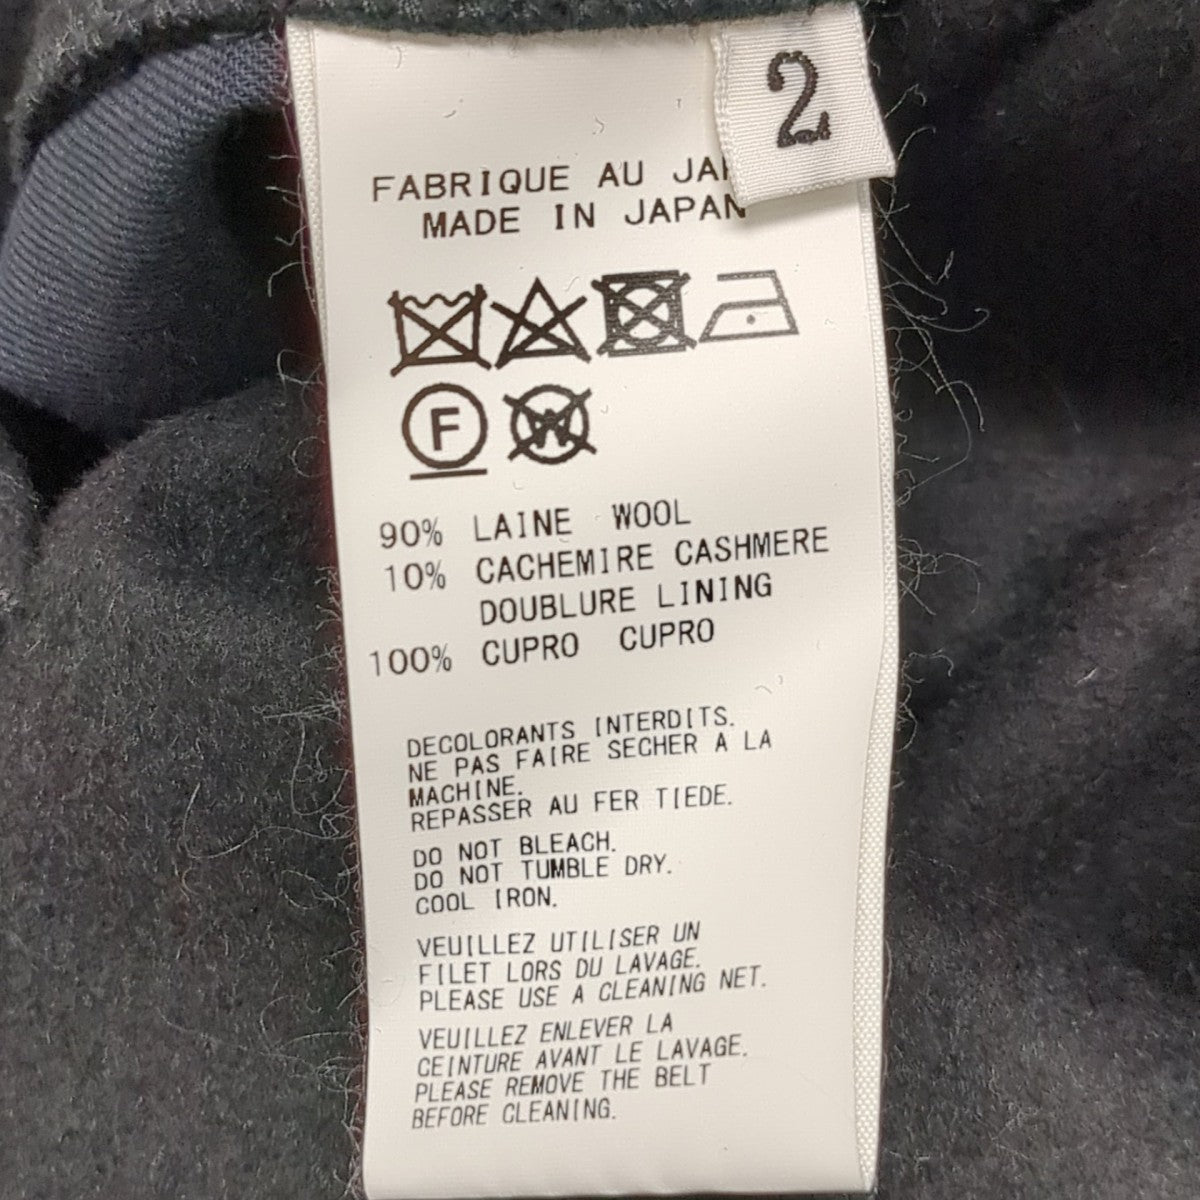 2
FABRIQUE AU
MADE IN JAPAN
F
W
90% LAINE WOOL
10% CACHEMIRE CASHMERE
DOUBLURE LINING
100% CUPRO CUPRO
DECOLORANTS INTERDITS.
NE PAS FAIRE SECHER A LA
MACHINE.
REPASSER AU FER TIEDE.
DO NOT BLEACH.
DO NOT TUMBLE DRY.
COOL IRON.
VEUILLEZ UTILISER UN
FILET LORS DU LAVAGE.
PLEASE USE A CLEANING NET.
VEUILLEZ ENLEVER LA
CEINTURE AVANT LE LAVAGE.
PLEASE REMOVE THE BELT
BEFORE CLEANING.